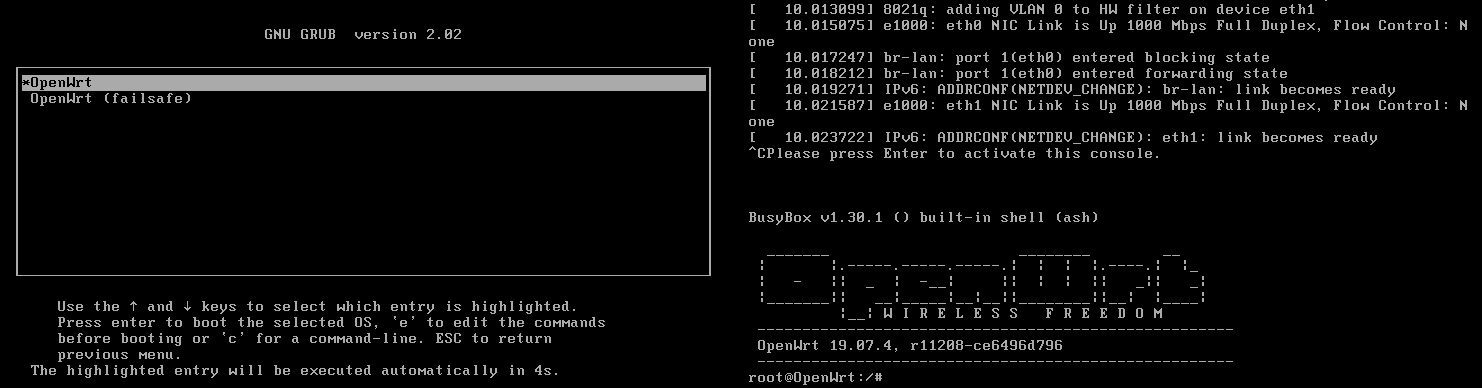 GNU GRUB  version 2.02
*OpenWrt
OpenWrt (failsafe)
Use the ↑ and ↓ keys to select which entry is highlighted.
Press enter to boot the selected OS, `e' to edit the commands
before booting or `c' for a command-line. ESC to return
previous menu.
The highlighted entry will be executed automatically in 4s.
[   10.013099] 8021q: adding VLAN 0 to HW filter on device eth1
[   10.015075] e1000: eth0 NIC Link is Up 1000 Mbps Full Duplex, Flow Control: N
one
[   10.017247] br-lan: port 1(eth0) entered blocking state
[   10.018212] br-lan: port 1(eth0) entered forwarding state
[   10.019271] IPv6: ADDRCONF(NETDEV_CHANGE): br-lan: link becomes ready
[   10.021587] e1000: eth1 NIC Link is Up 1000 Mbps Full Duplex, Flow Control: N
one
[   10.023722] IPv6: ADDRCONF(NETDEV_CHANGE): eth1: link becomes ready
^CPlease press Enter to activate this console.
BusyBox v1.30.1 () built-in shell (ash)
OpenWrt
W I R E L E S S   F R E E D O M
OpenWrt 19.07.4, r11208-ce6496d796
root@OpenWrt:/#